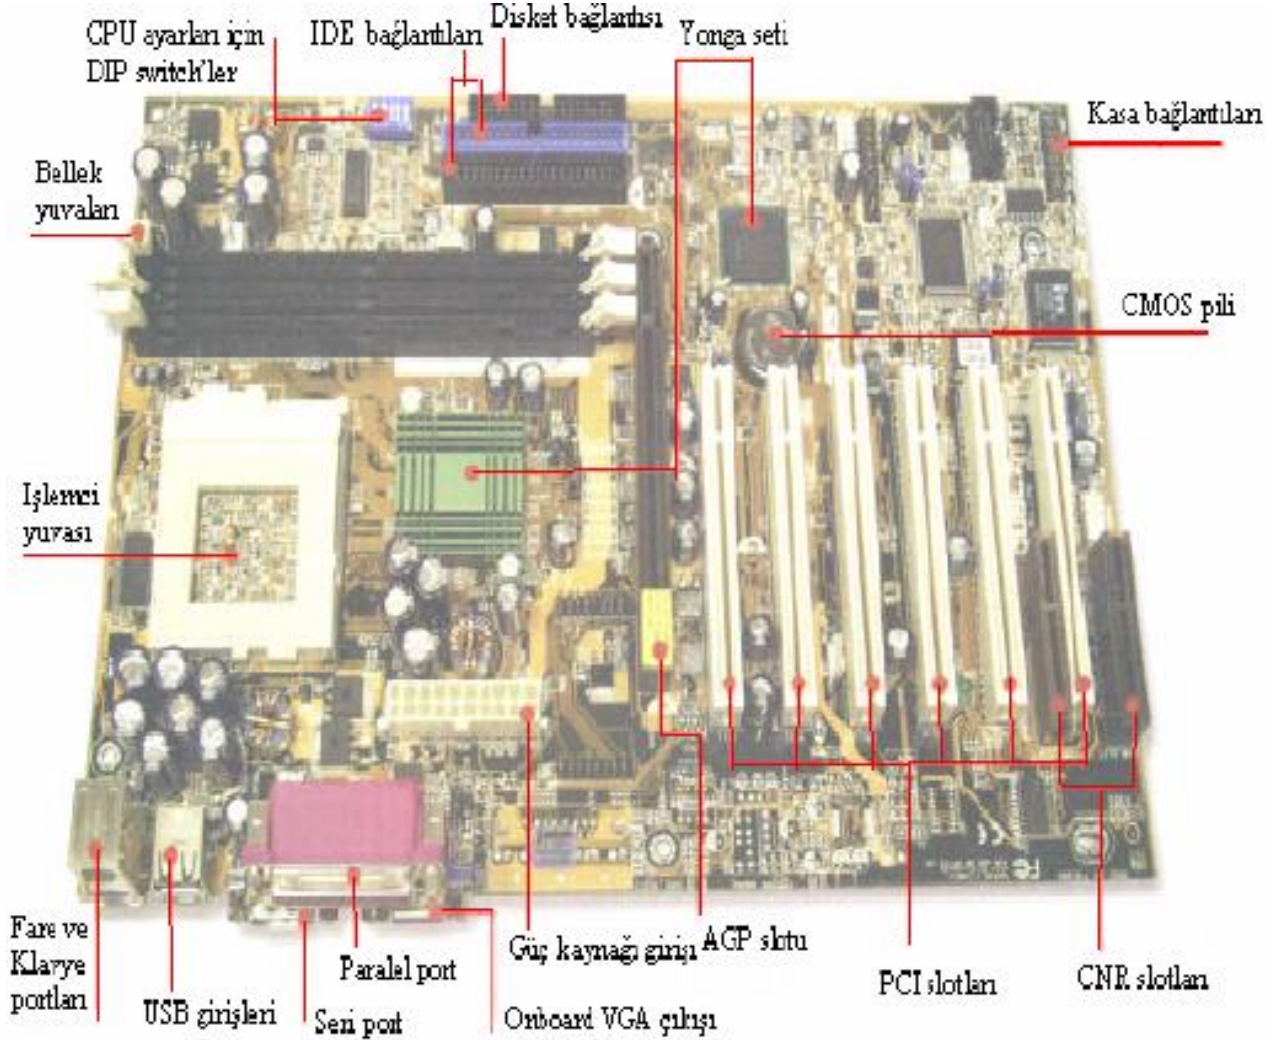 CPU ayarları için
DIP switch'ler
IDE bağlantıları
Disket bağlantısı
Yonga seti
Kasa bağlantıları
Bellek
yuvaları
CMOS pili
İşlemci
yuvası
Fare ve
Klavye
portları
USB girişleri
Seri port
Paralel port
Onboard VGA çıkışı
Güç kaynağı girişi
AGP slotu
PCI slotları
CNR slotları